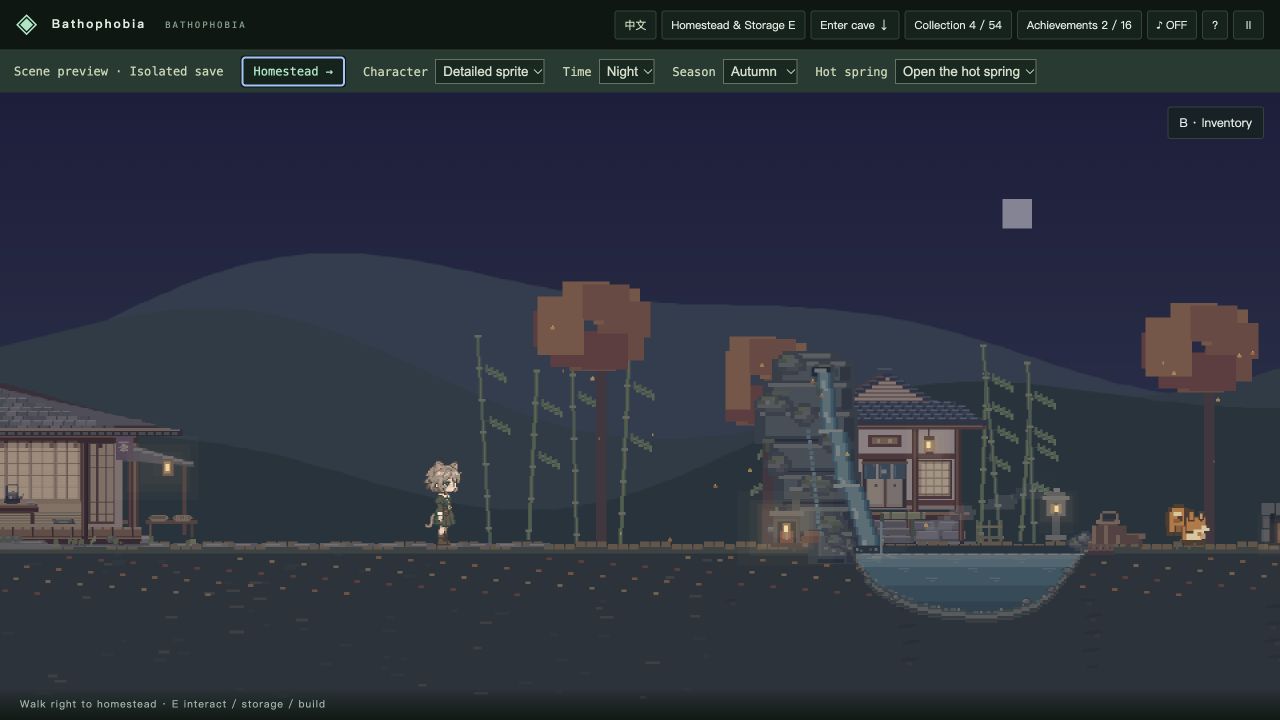 Bathophobia BATHOPHOBIA 中文 Homestead & Storage E Enter cave ↓ Collection 4 / 54 Achievements 2 / 16 ♪ OFF ? II
Scene preview · Isolated save Homestead → Character Detailed sprite Time Night Season Autumn Hot spring Open the hot spring
B · Inventory
Walk right to homestead · E interact / storage / build